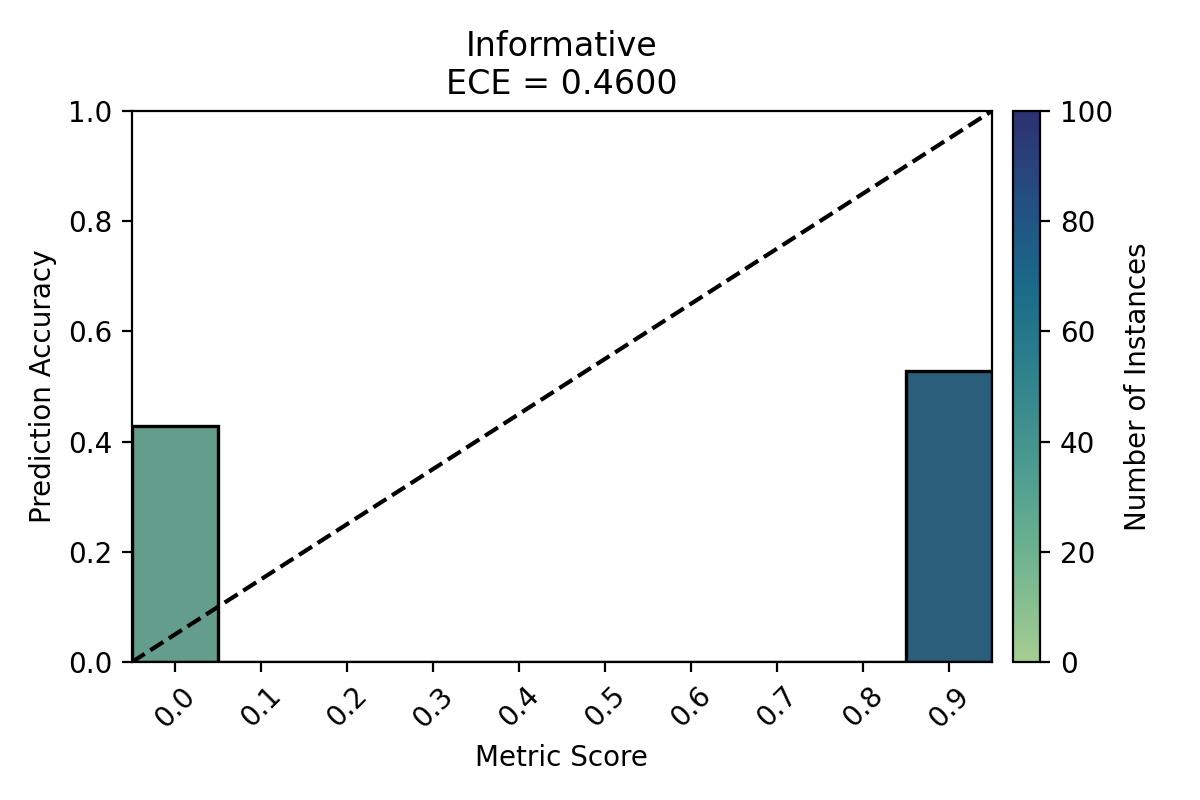 Informative
ECE = 0.4600
1.0
0.8
0.6
0.4
0.2
0.0
Prediction Accuracy
0.0 0.1 0.2 0.3 0.4 0.5 0.6 0.7 0.8 0.9
Metric Score
100
80
60
40
20
0
Number of Instances